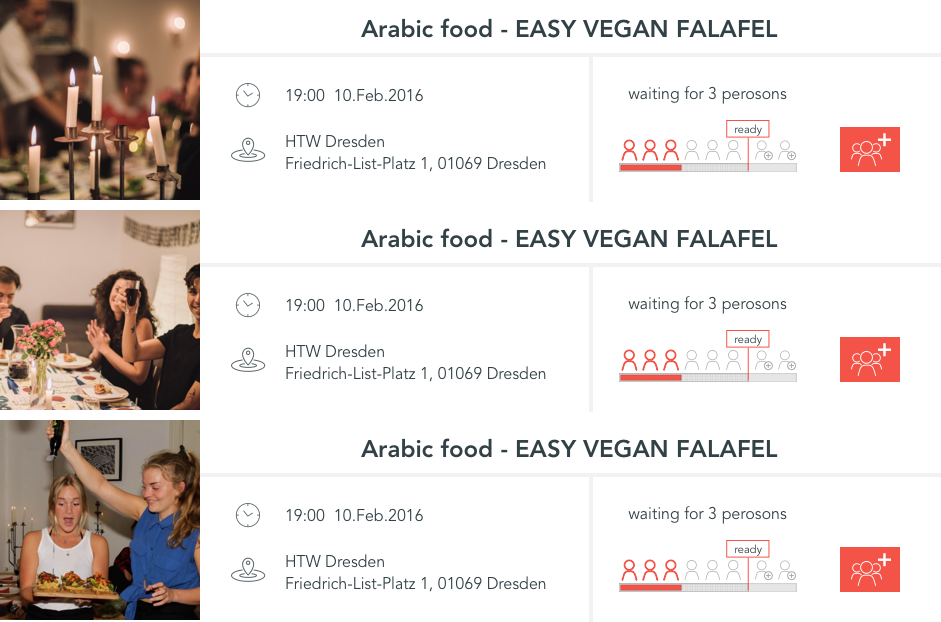 Arabic food - EASY VEGAN FALAFEL
19:00 10.Feb.2016
HTW Dresden
Friedrich-List-Platz 1, 01069 Dresden
waiting for 3 perosons
ready
Arabic food - EASY VEGAN FALAFEL
19:00 10.Feb.2016
HTW Dresden
Friedrich-List-Platz 1, 01069 Dresden
waiting for 3 perosons
ready
Arabic food - EASY VEGAN FALAFEL
19:00 10.Feb.2016
HTW Dresden
Friedrich-List-Platz 1, 01069 Dresden
waiting for 3 perosons
ready